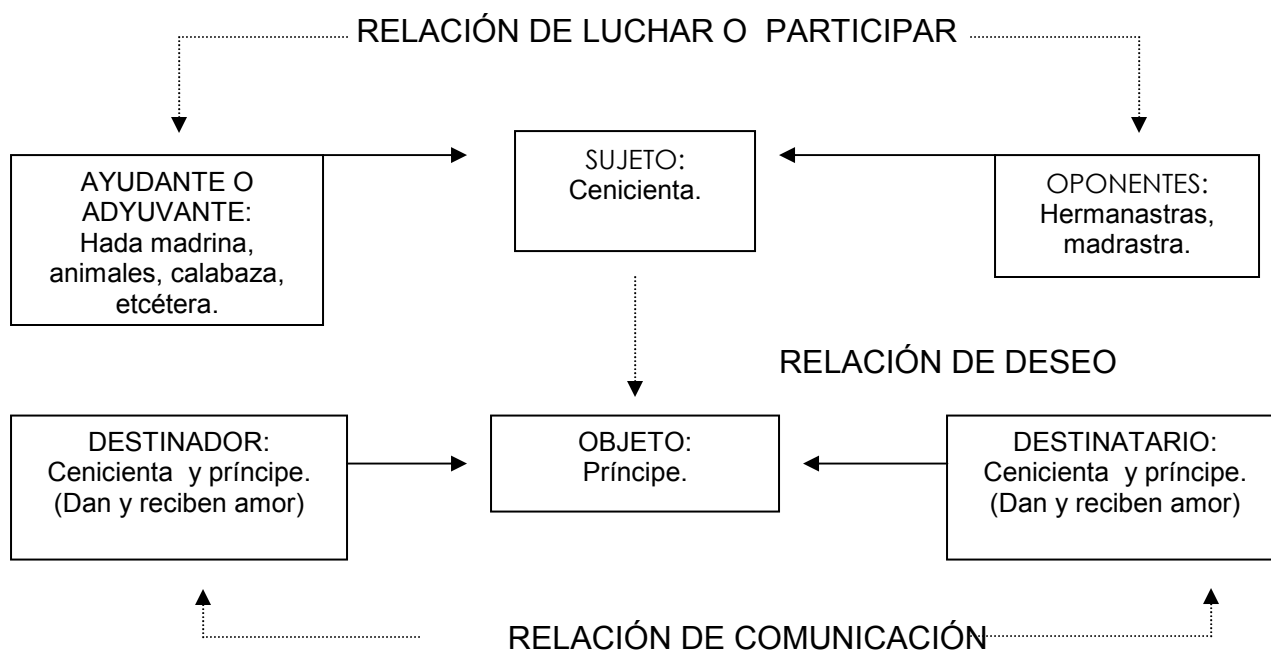 RELACIÓN DE LUCHAR O PARTICIPAR
AYUDANTE O
ADYUVANTE:
Hada madrina,
animales, calabaza,
etcétera.
SUJETO:
Cenicienta.
OPONENTES:
Hermanastras,
madrastra.
RELACIÓN DE DESEO
DESTINADOR:
Cenicienta y príncipe.
(Dan y reciben amor)
OBJETO:
Príncipe.
DESTINATARIO:
Cenicienta y príncipe.
(Dan y reciben amor)
RELACIÓN DE COMUNICACIÓN